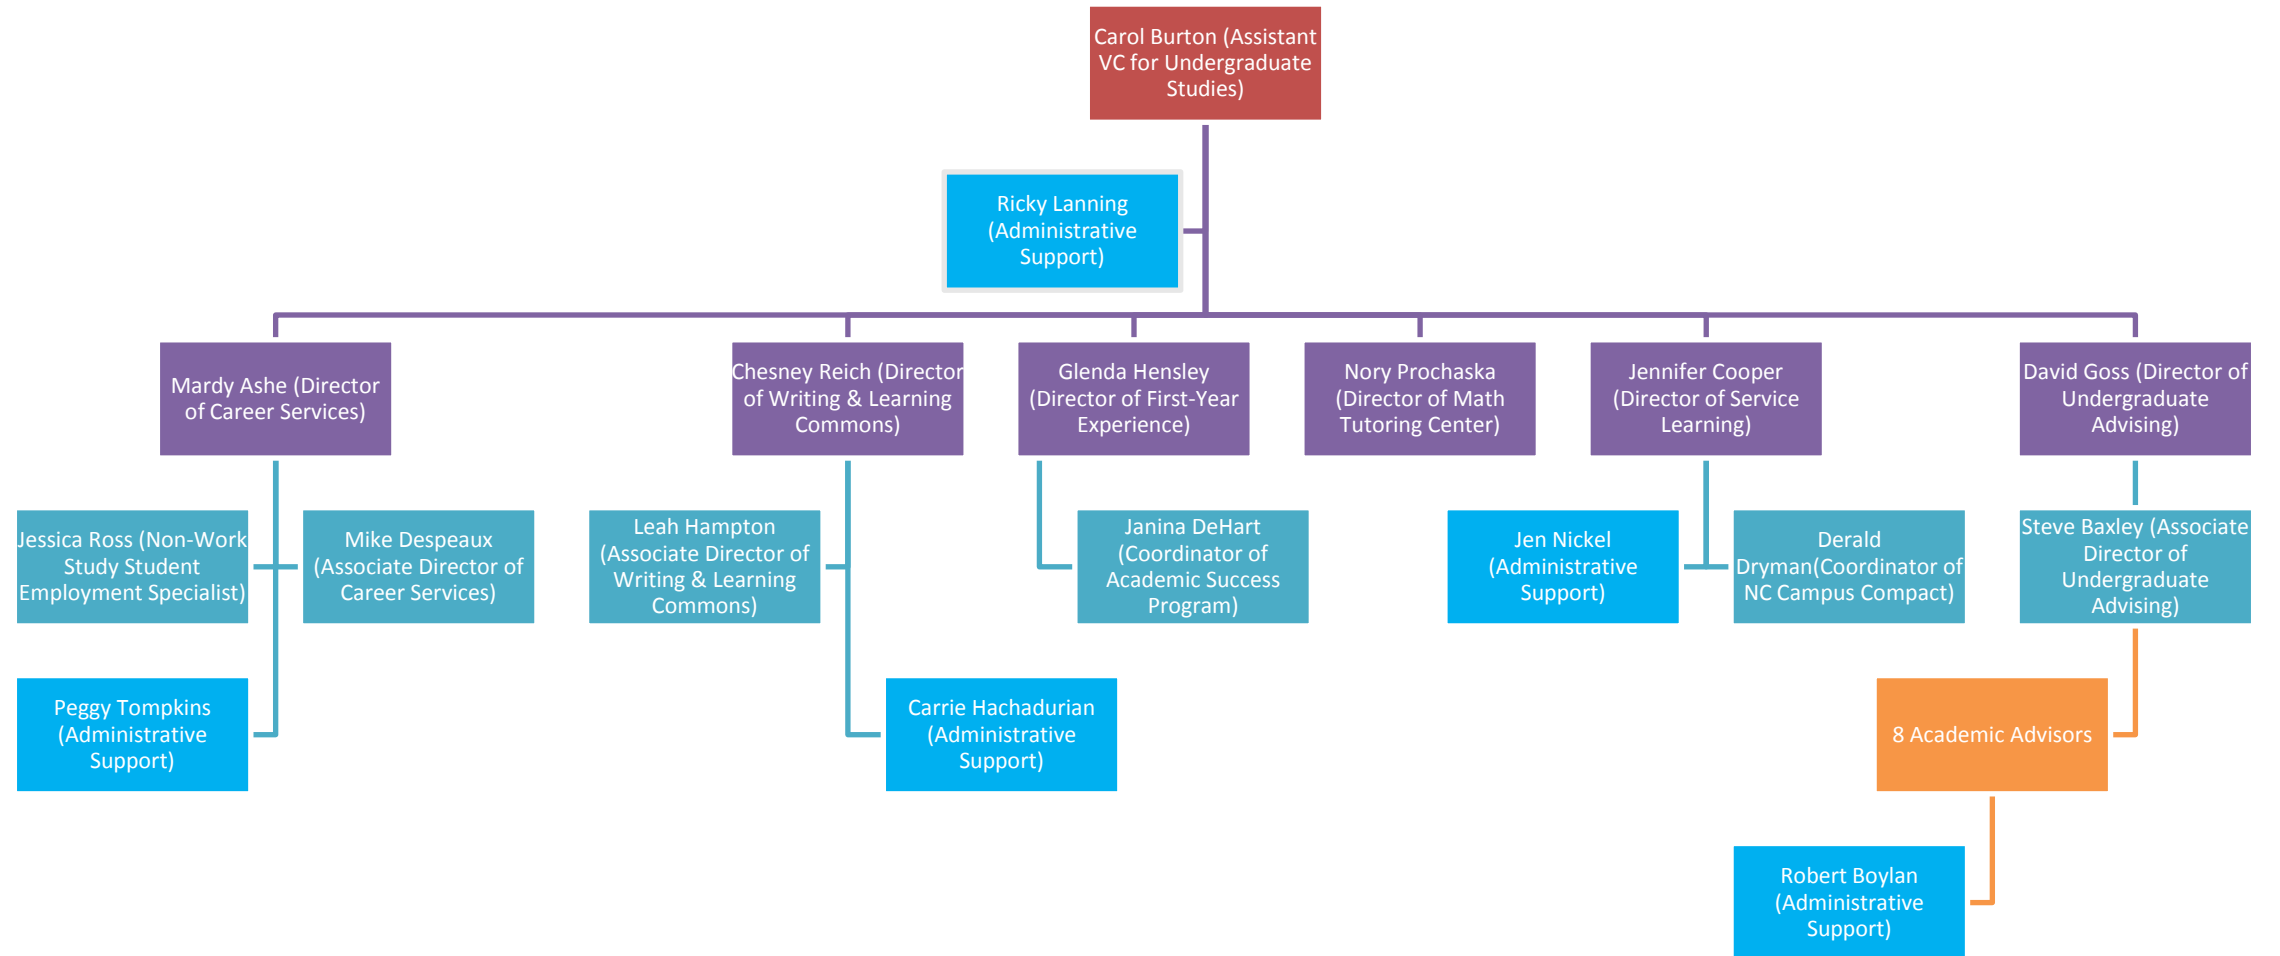 Carol Burton (Assistant
VC for Undergraduate
Studies)
Ricky Lanning
(Administrative
Support)
Mardy Ashe (Director
of Career Services)
Chesney Reich (Director
of Writing & Learning
Commons)
Glenda Hensley
(Director of First-Year
Experience)
Nory Prochaska
(Director of Math
Tutoring Center)
Jennifer Cooper
(Director of Service
Learning)
David Goss (Director of
Undergraduate
Advising)
Jessica Ross (Non-Work
Study Student
Employment Specialist)
Mike Despeaux
(Associate Director of
Career Services)
Leah Hampton
(Associate Director of
Writing & Learning
Commons)
Janina DeHart
(Coordinator of
Academic Success
Program)
Jen Nickel
(Administrative
Support)
Derald
Dryman(Coordinator of
NC Campus Compact)
Steve Baxley (Associate
Director of
Undergraduate
Advising)
Peggy Tompkins
(Administrative
Support)
Carrie Hachadurian
(Administrative
Support)
8 Academic Advisors
Robert Boylan
(Administrative
Support)